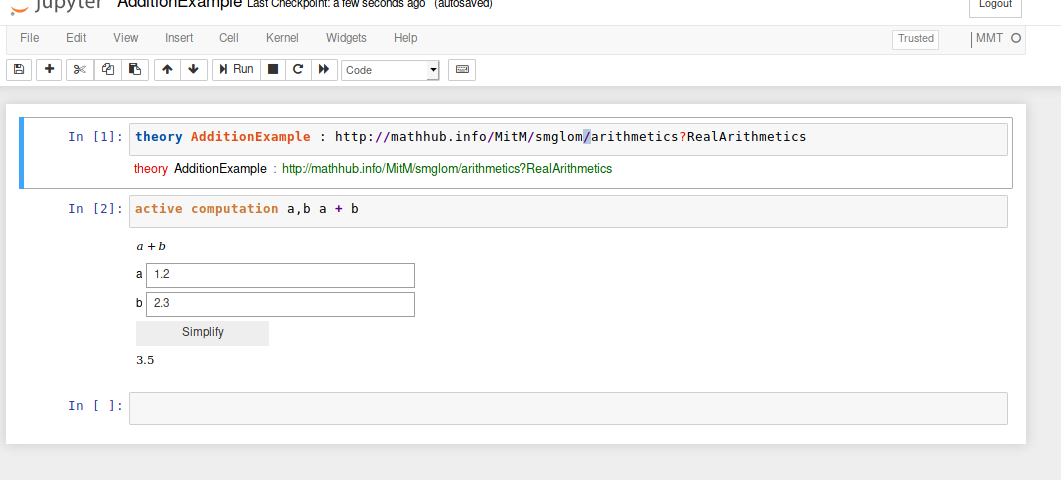 jupyter AdditionExample Last Checkpoint: a few seconds ago (autosaved) Logout
File Edit View Insert Cell Kernel Widgets Help Trusted MMT
Run Code
In [1]: theory AdditionExample : http://mathhub.info/MitM/smglom/arithmetics?RealArithmetics
theory AdditionExample : http://mathhub.info/MitM/smglom/arithmetics?RealArithmetics
In [2]: active computation a,b a + b
a + b
a 1.2
b 2.3
Simplify
3.5
In [ ]: